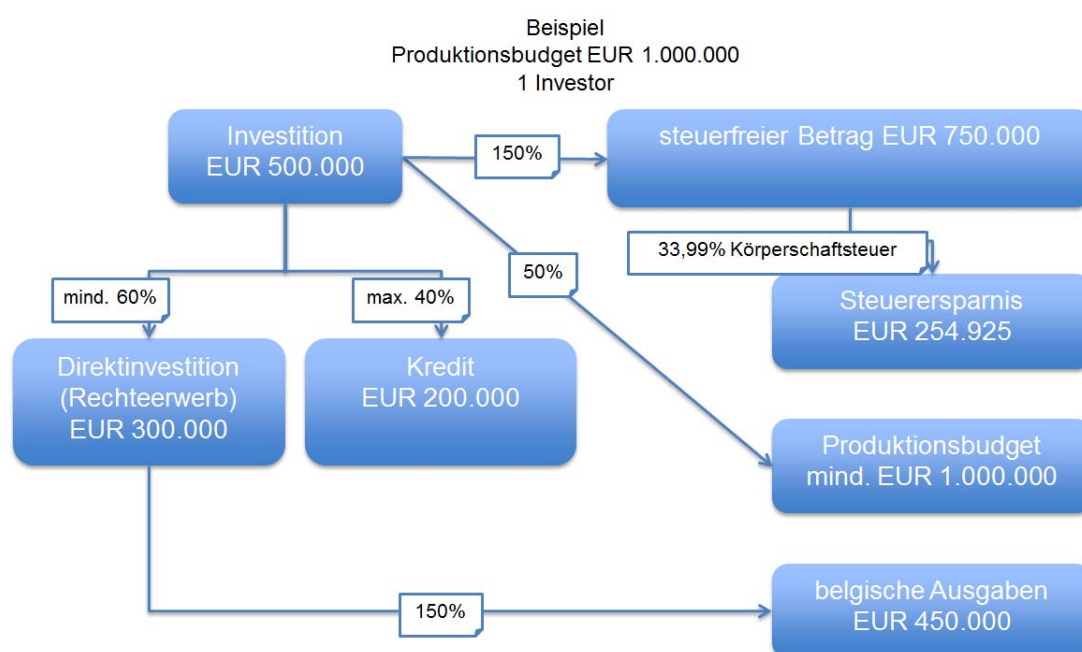 Beispiel
Produktionsbudget EUR 1.000.000
1 Investor
Investition
EUR 500.000
150%
steuerfreier Betrag EUR 750.000
33,99% Körperschaftsteuer
50%
mind. 60%
max. 40%
Steuerersparnis
EUR 254.925
Direktinvestition
(Rechteerwerb)
EUR 300.000
Kredit
EUR 200.000
Produktionsbudget
mind. EUR 1.000.000
150%
belgische Ausgaben
EUR 450.000